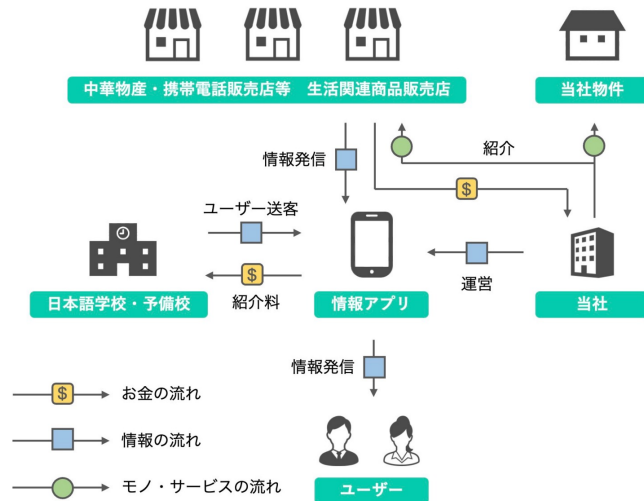 中華物産・携帯電話販売店等　生活関連商品販売店
当社物件
情報発信
紹介
$
ユーザー送客
$
紹介料
運営
日本語学校・予備校
情報アプリ
当社
情報発信
$ お金の流れ
情報の流れ
モノ・サービスの流れ
ユーザー